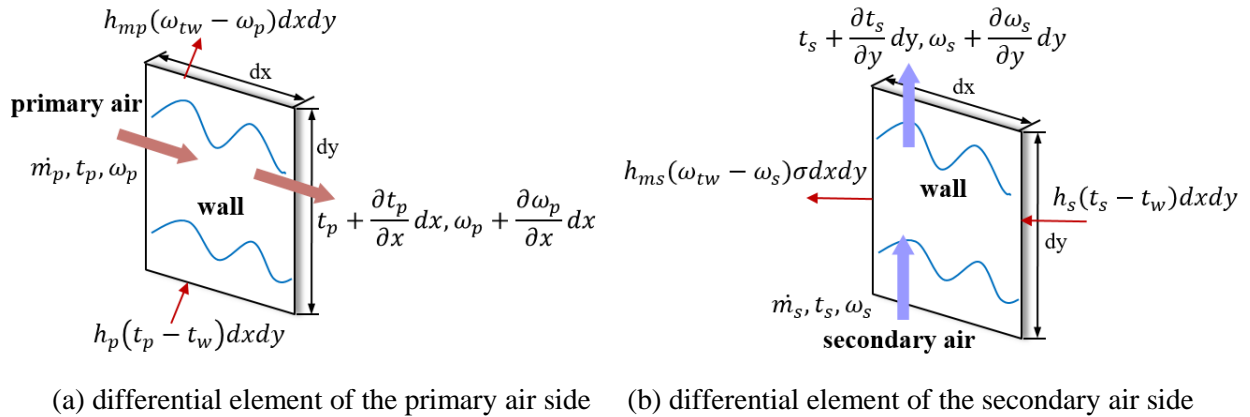 h_{mp}(ω_{tw} − ω_p)dxdy
dx
primary air
dy
ṁ_p, t_p, ω_p
wall
t_p + ∂t_p/∂x dx, ω_p + ∂ω_p/∂x dx
h_p(t_p − t_w)dxdy
(a) differential element of the primary air side
t_s + ∂t_s/∂y dy, ω_s + ∂ω_s/∂y dy
dx
h_{ms}(ω_{tw} − ω_s)σdxdy
wall
h_s(t_s − t_w)dxdy
dy
ṁ_s, t_s, ω_s
secondary air
(b) differential element of the secondary air side